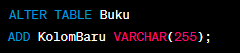 ALTER TABLE Buku
ADD KolomBaru VARCHAR(255);